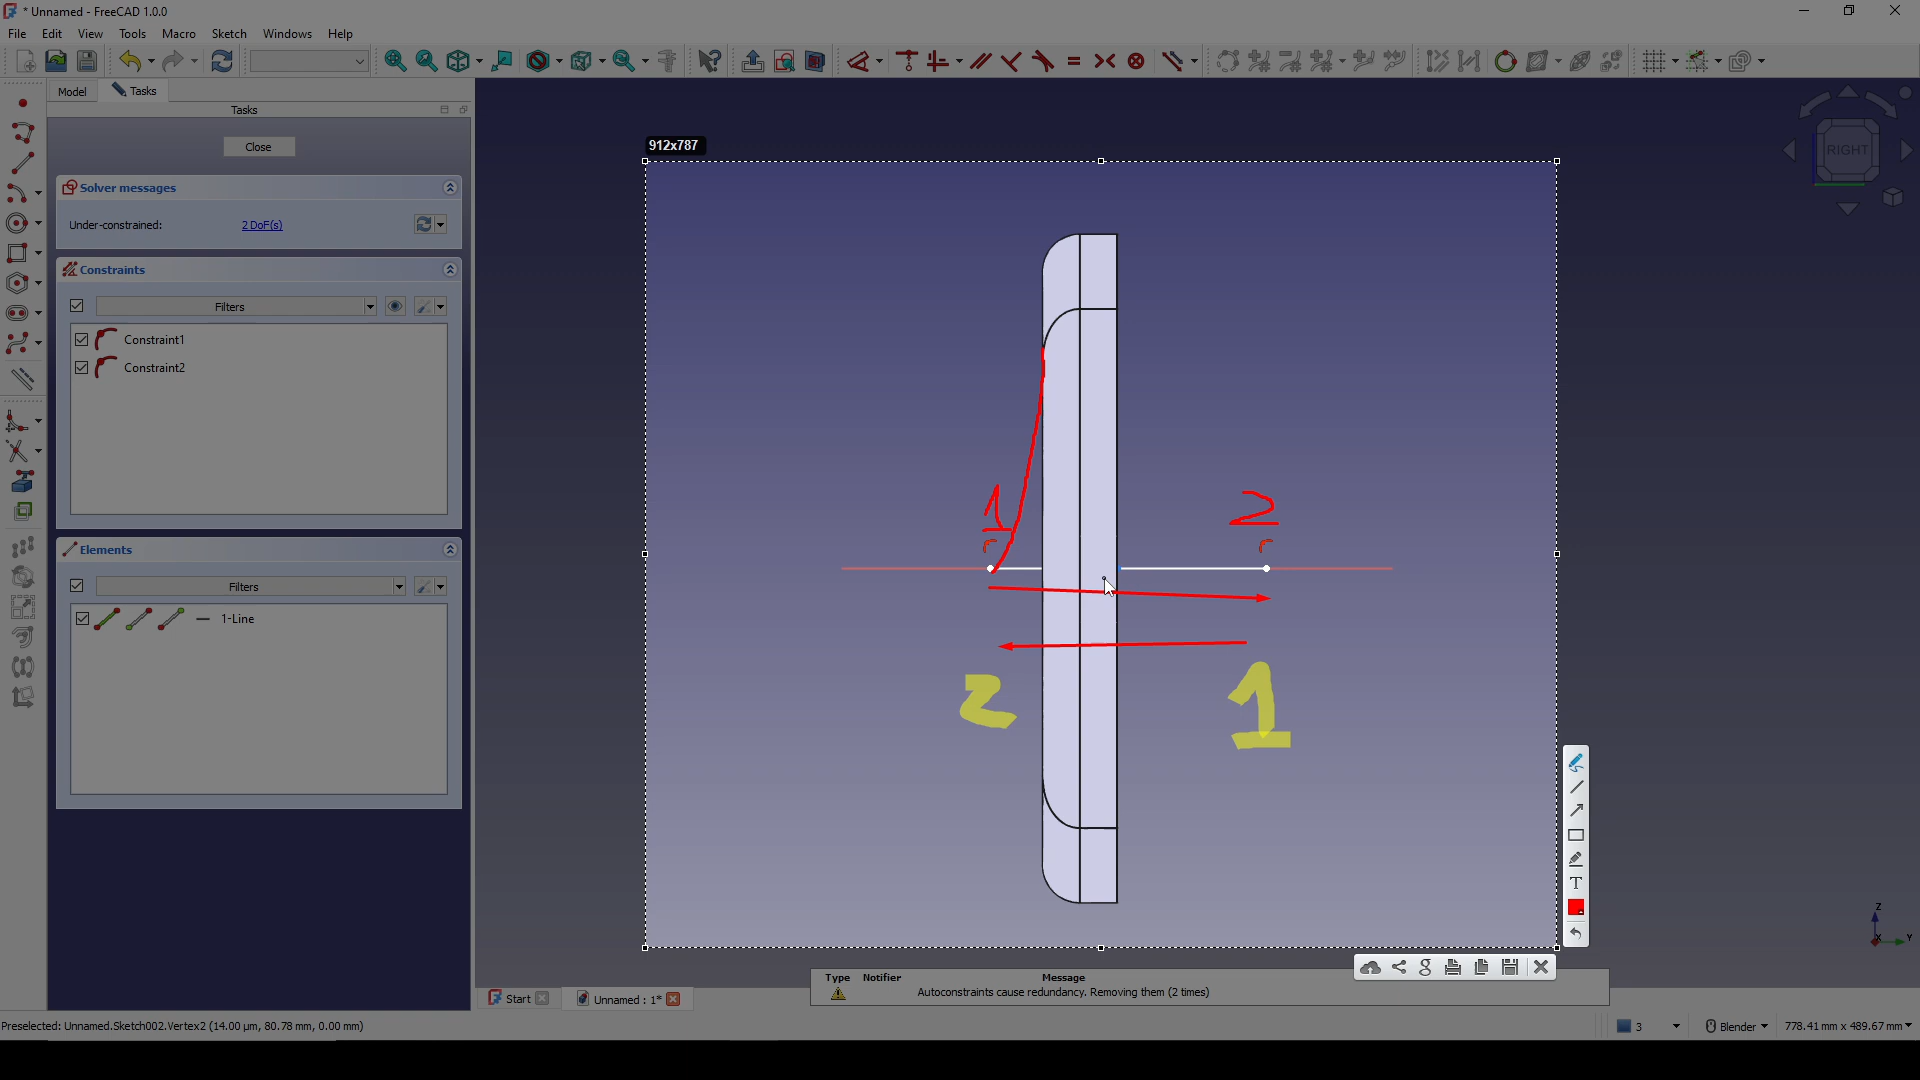 * Unnamed - FreeCAD 1.0.0
File Edit View Tools Macro Sketch Windows Help
Model Tasks
Tasks
Close
Solver messages
Under-constrained: 2 DoF(s)
Constraints
Filters
Constraint1
Constraint2
Elements
Filters
1-Line
912x787
RIGHT
1
2
2
1
T
g
Z
X Y
Type Notifier Message
Autoconstraints cause redundancy. Removing them (2 times)
Start Unnamed : 1*
Preselected: Unnamed.Sketch002.Vertex2 (14.00 µm, 80.78 mm, 0.00 mm)
3 Blender 778.41 mm x 489.67 mm